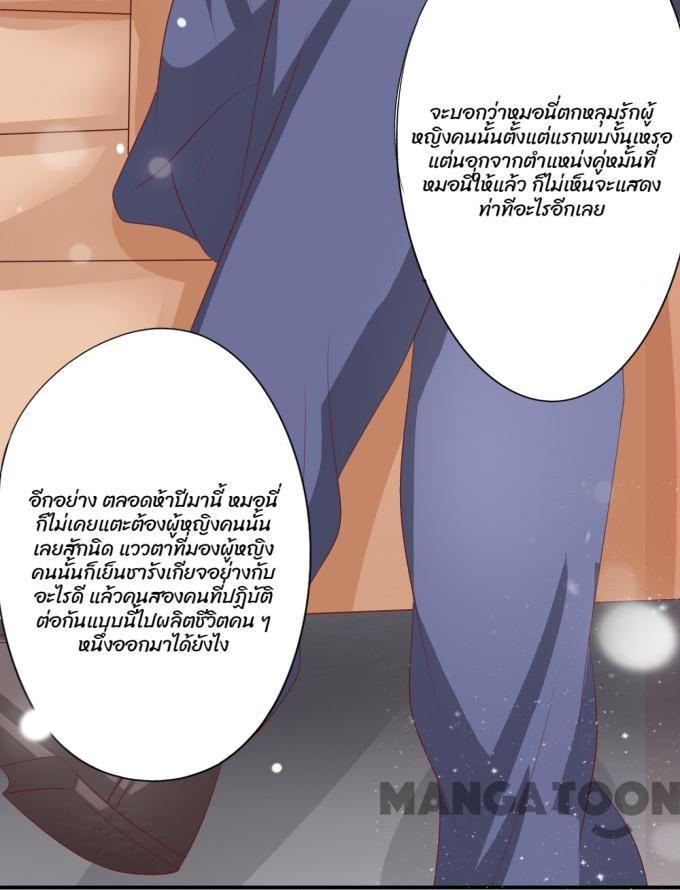 จะบอกว่าหมอนี่ตกหลุมรักผู้
หญิงคนนั้นตั้งแต่แรกพบงั้นเหรอ
แต่นอกจากตำแหน่งคู่หมั้นที่
หมอนี่ให้แล้ว ก็ไม่เห็นจะแสดง
ท่าทีอะไรอีกเลย
อีกอย่าง ตลอดห้าปีมานี้ หมอนี่
ก็ไม่เคยแตะต้องผู้หญิงคนนั้น
เลยสักนิด แววตาที่มองผู้หญิง
คนนั้นก็เย็นชารังเกียจอย่างกับ
อะไรดี แล้วคนสองคนที่ปฏิบัติ
ต่อกันแบบนี้ไปผลิตชีวิตคน ๆ
หนึ่งออกมาได้ยังไง
MANGATOON